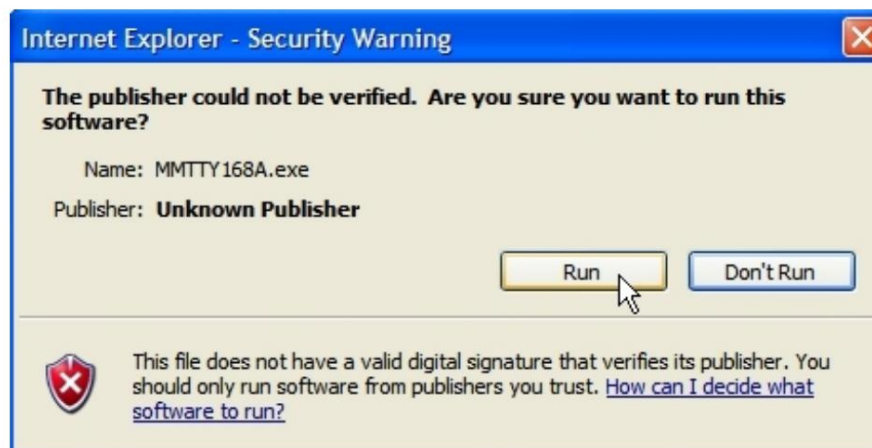 Internet Explorer - Security Warning
The publisher could not be verified. Are you sure you want to run this
software?
Name: MMTTY168A.exe
Publisher: Unknown Publisher
Run Don't Run
This file does not have a valid digital signature that verifies its publisher. You
should only run software from publishers you trust. How can I decide what
software to run?